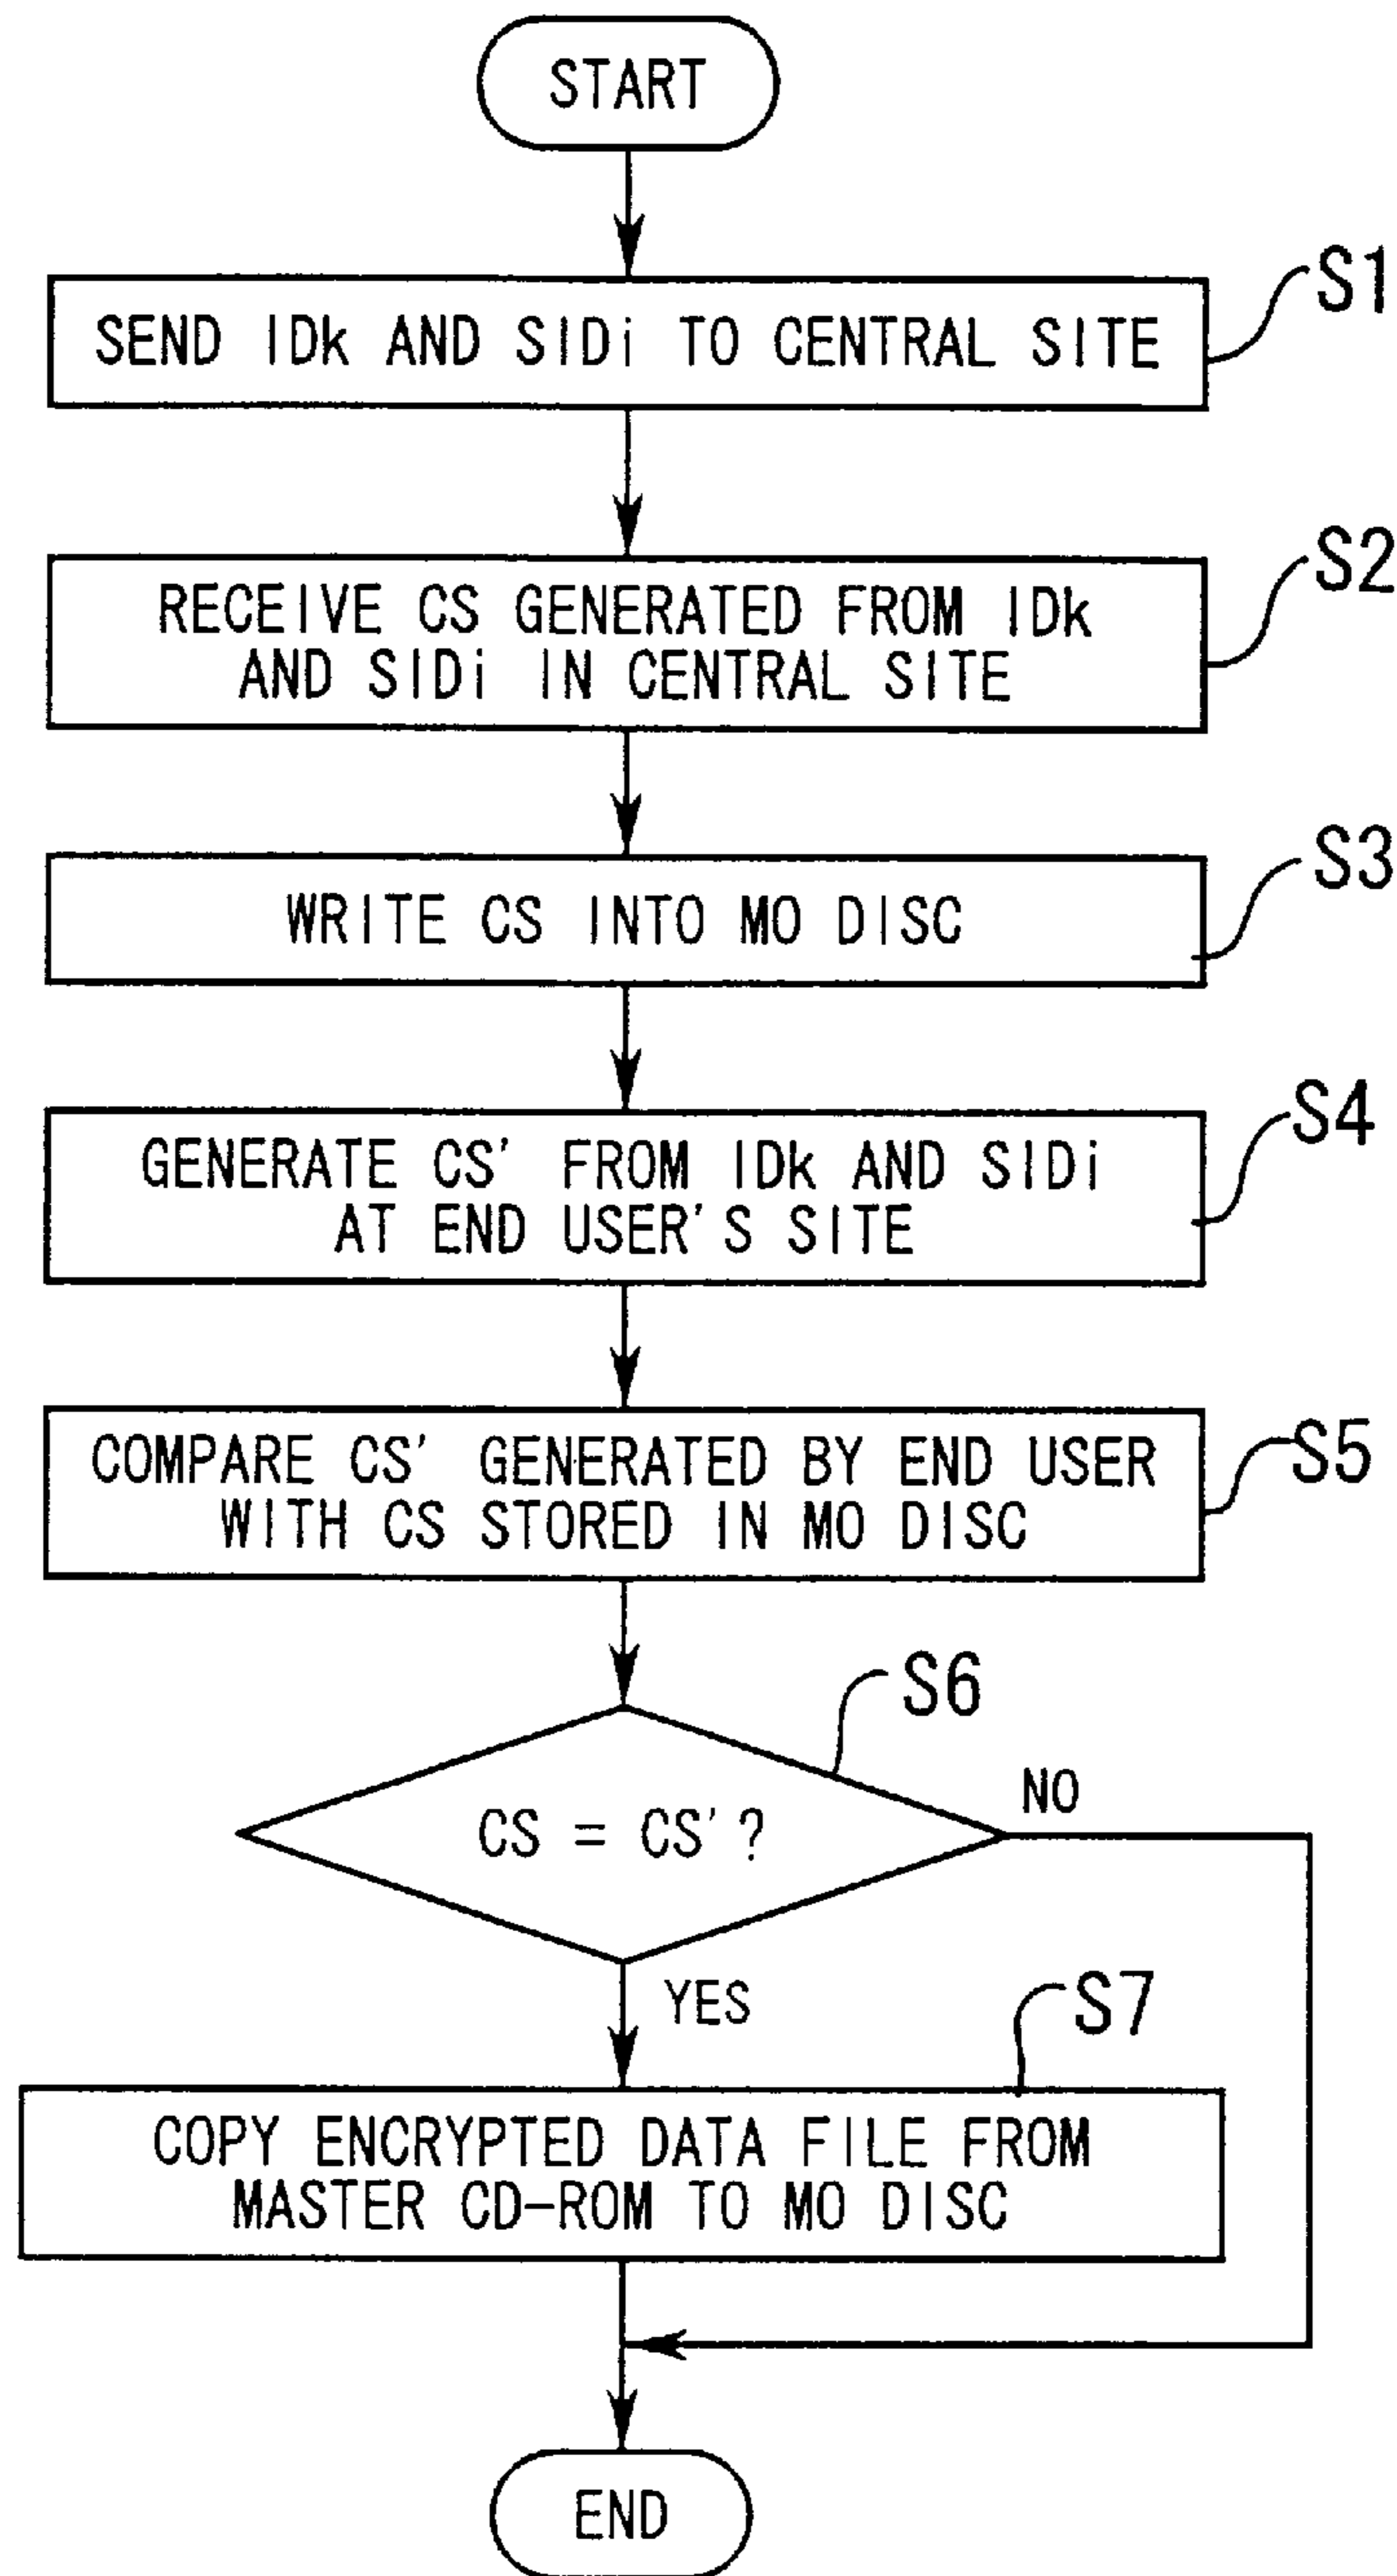 START
S1
SEND IDk AND SIDi TO CENTRAL SITE
S2
RECEIVE CS GENERATED FROM IDk
AND SIDi IN CENTRAL SITE
S3
WRITE CS INTO MO DISC
S4
GENERATE CS' FROM IDk AND SIDi
AT END USER'S SITE
S5
COMPARE CS' GENERATED BY END USER
WITH CS STORED IN MO DISC
S6
CS = CS'?
NO
YES
S7
COPY ENCRYPTED DATA FILE FROM
MASTER CD-ROM TO MO DISC
END